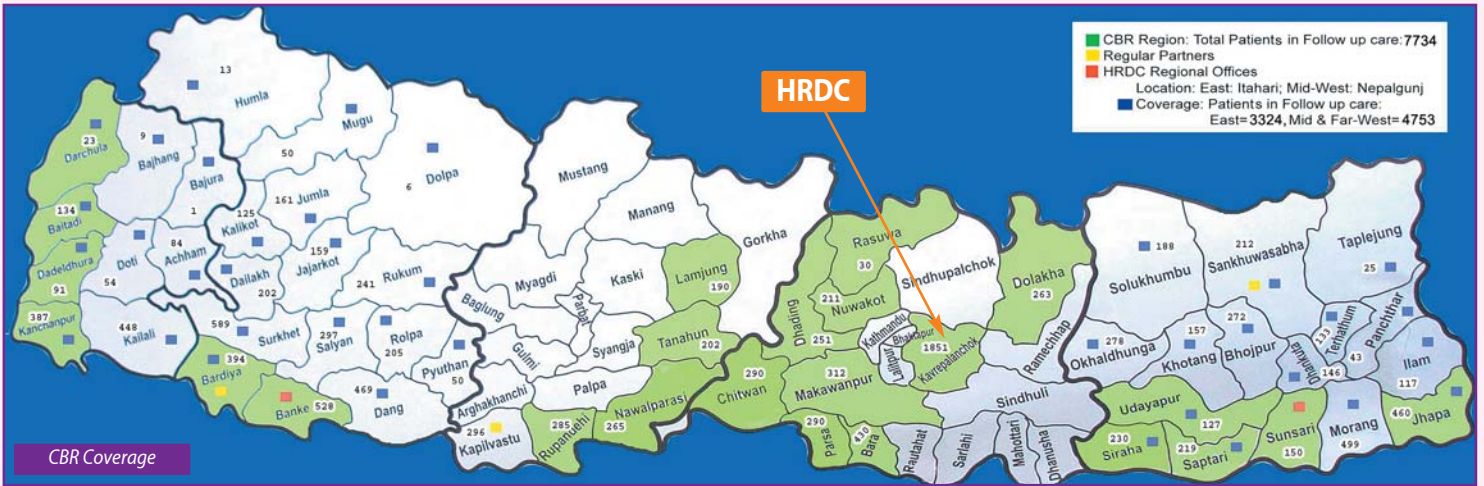 CBR Region: Total Patients in Follow up care: 7734
Regular Partners
HRDC Regional Offices
Location: East: Itahari; Mid-West: Nepalgunj
Coverage: Patients in Follow up care:
East= 3324, Mid & Far-West= 4753
HRDC
13
Humla
Mugu
50
Dolpa
6
23
Darchula
9
Bajhang
Bajura
1
134
Baitadi
Dadeldhura
91
387
Kanchanpur
Doti
54
84
Achham
448
Kailali
161
Jumla
125
Kalikot
159
Jajarkot
Dailakh
202
241
Rukum
589
Surkhet
297
Salyan
Rolpa
205
Pyuthan
50
394
Bardiya
Banke
528
469
Dang
Mustang
Manang
Gorkha
Myagdi
Kaski
Lamjung
190
Baglung
Parbat
Gulmi
Syangja
Tanahun
202
Palpa
Arghakhanchi
296
Kapilvastu
285
Rupanuehi
Nawalparasi
265
Rasuwa
30
211
Nuwakot
Dhading
251
Sindhupalchok
Dolakha
263
Kathmandu
Bhaktapur
Lalitpur
1851
Kavrepalanchok
Ramechhap
290
Chitwan
312
Makawanpur
Sindhuli
290
Parsa
430
Bara
Rautahat
Sarlahi
Mahottari
Dhanusha
188
Solukhumbu
212
Sankhuwasabha
Taplejung
25
278
Okhaldhunga
157
Khotang
272
Bhojpur
133
Terhathum
Panchthar
43
Dhankula
146
Ilam
117
Udayapur
127
230
Siraha
219
Saptari
Sunsari
150
Morang
499
460
Jhapa
CBR Coverage